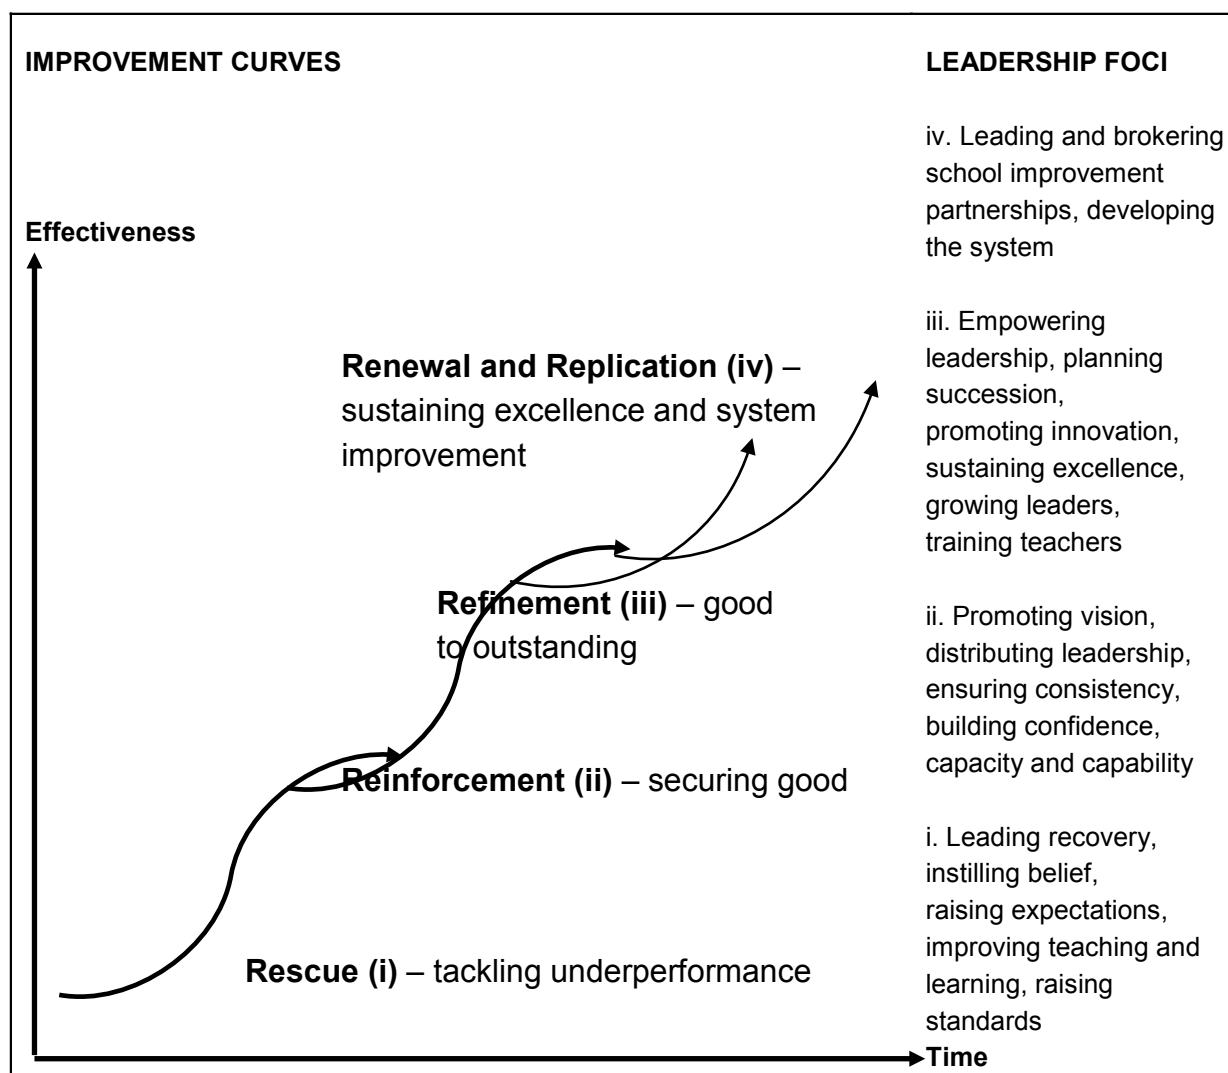 IMPROVEMENT CURVES
Effectiveness
Renewal and Replication (iv) –
sustaining excellence and system
improvement
Refinement (iii) – good
to outstanding
Reinforcement (ii) – securing good
Rescue (i) – tackling underperformance
LEADERSHIP FOCI
iv. Leading and brokering
school improvement
partnerships, developing
the system
iii. Empowering
leadership, planning
succession,
promoting innovation,
sustaining excellence,
growing leaders,
training teachers
ii. Promoting vision,
distributing leadership,
ensuring consistency,
building confidence,
capacity and capability
i. Leading recovery,
instilling belief,
raising expectations,
improving teaching and
learning, raising
standards
Time